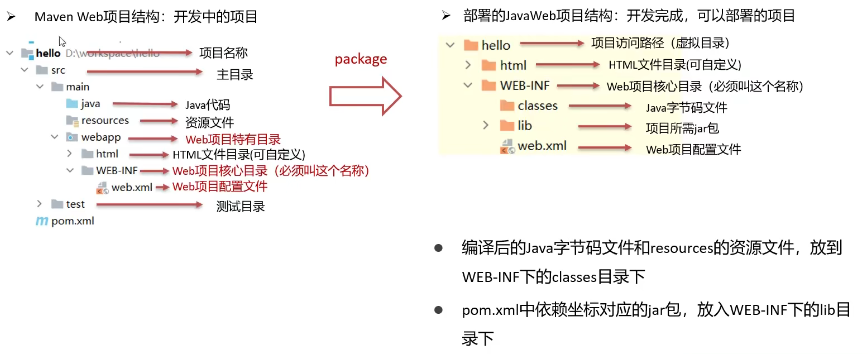 Maven Web项目结构：开发中的项目
hello D:\workspace\hello 项目名称
src 主目录
main
java Java代码
resources 资源文件
webapp Web项目特有目录
html HTML文件目录(可自定义)
WEB-INF Web项目核心目录（必须叫这个名称）
web.xml Web项目配置文件
test 测试目录
pom.xml
package
部署的JavaWeb项目结构：开发完成，可以部署的项目
hello 项目访问路径（虚拟目录）
html HTML文件目录(可自定义)
WEB-INF Web项目核心目录（必须叫这个名称）
classes Java字节码文件
lib 项目所需jar包
web.xml Web项目配置文件
编译后的Java字节码文件和resources的资源文件，放到
WEB-INF下的classes目录下
pom.xml中依赖坐标对应的jar包，放入WEB-INF下的lib目
录下